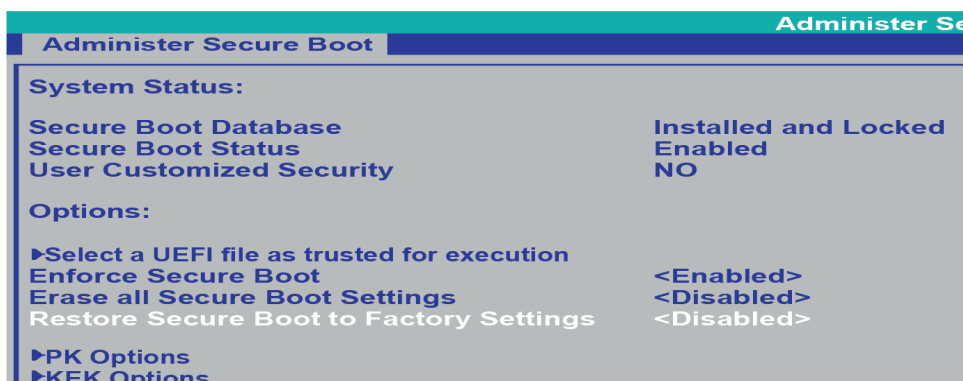 Administer Se
Administer Secure Boot
System Status:
Secure Boot Database Installed and Locked
Secure Boot Status Enabled
User Customized Security NO
Options:
▶Select a UEFI file as trusted for execution
Enforce Secure Boot <Enabled>
Erase all Secure Boot Settings <Disabled>
Restore Secure Boot to Factory Settings <Disabled>
▶PK Options
▶KEK Options